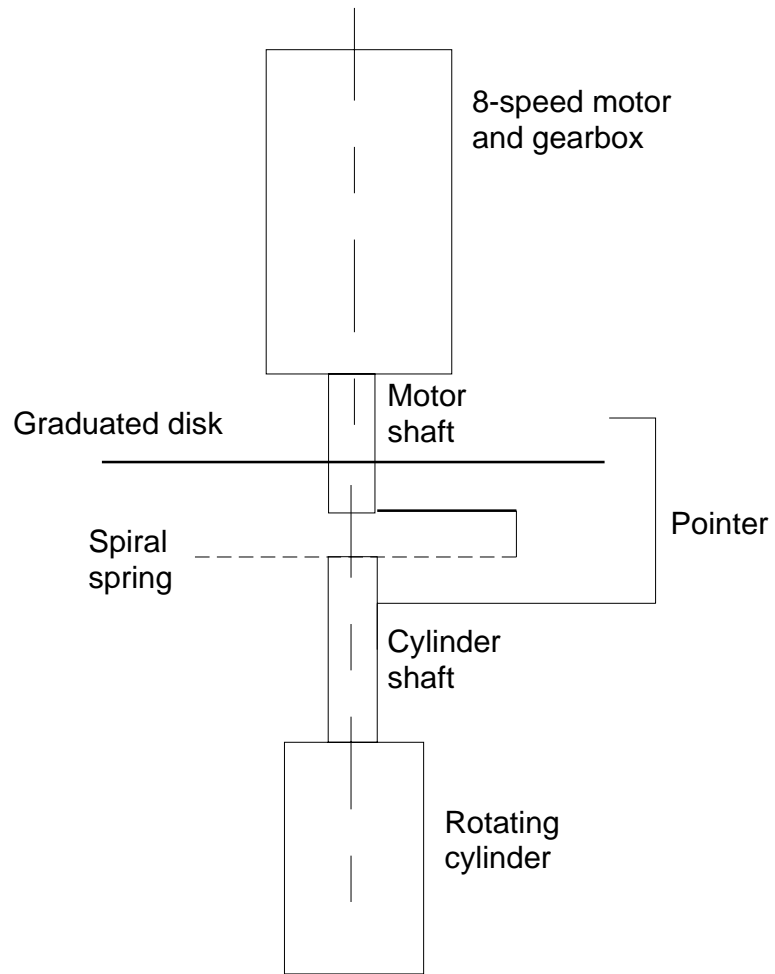 8-speed motor
and gearbox
Motor
shaft
Graduated disk
Pointer
Spiral
spring
Cylinder
shaft
Rotating
cylinder